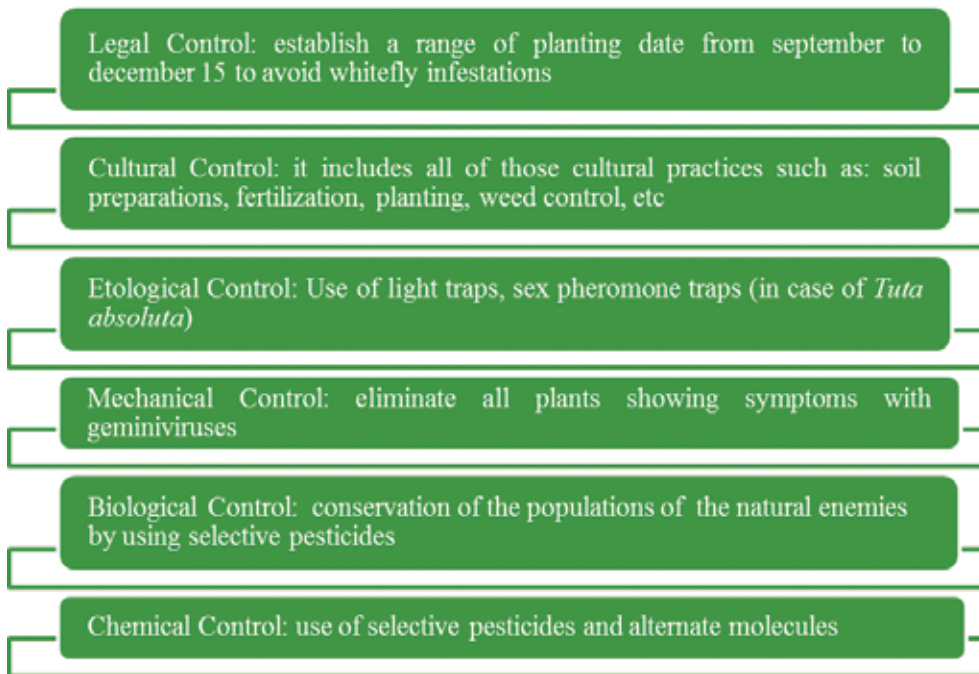 Legal Control: establish a range of planting date from september to
december 15 to avoid whitefly infestations
Cultural Control: it includes all of those cultural practices such as: soil
preparations, fertilization, planting, weed control, etc
Etological Control: Use of light traps, sex pheromone traps (in case of Tuta
absoluta)
Mechanical Control: eliminate all plants showing symptoms with
geminiviruses
Biological Control: conservation of the populations of the natural enemies
by using selective pesticides
Chemical Control: use of selective pesticides and alternate molecules